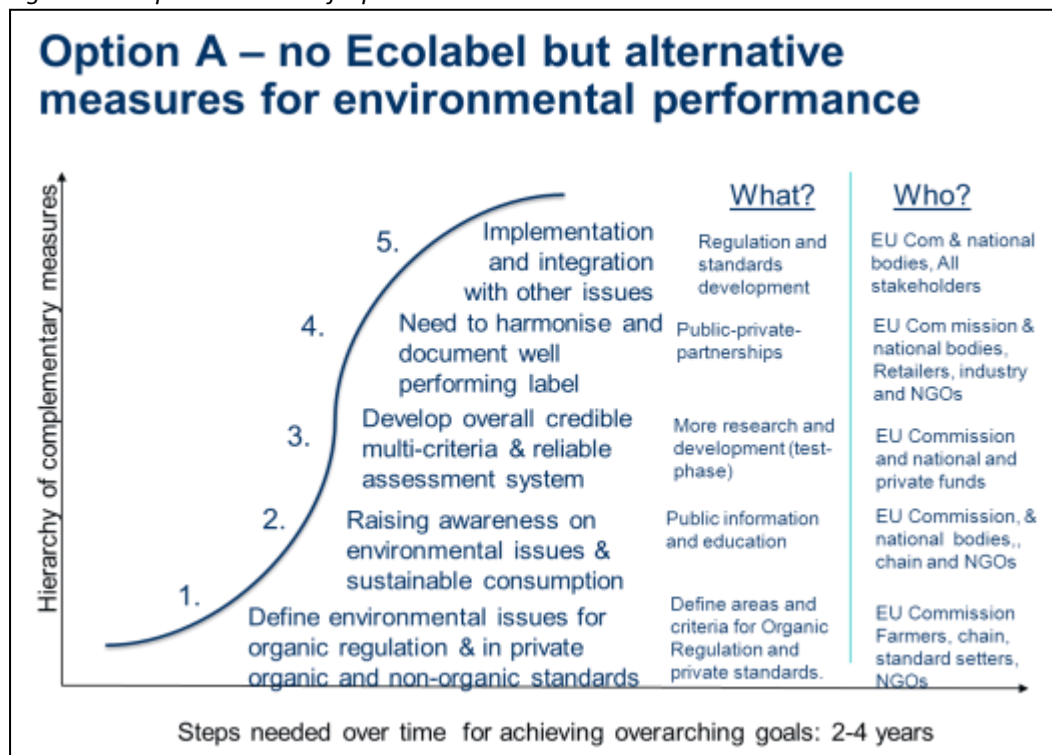 Option A – no Ecolabel but alternative
measures for environmental performance
Hierarchy of complementary measures
What?
Who?
5.
Implementation
and integration
with other issues
Regulation and
standards
development
EU Com & national
bodies, All
stakeholders
4.
Need to harmonise and
document well
performing label
Public-private-
partnerships
EU Com mission &
national bodies,
Retailers, industry
and NGOs
3.
Develop overall credible
multi-criteria & reliable
assessment system
More research and
development (test-
phase)
EU Commission
and national and
private funds
2.
Raising awareness on
environmental issues &
sustainable consumption
Public information
and education
EU Commission, &
national bodies,,
chain and NGOs
1.
Define environmental issues for
organic regulation & in private
organic and non-organic standards
Define areas and
criteria for Organic
Regulation and
private standards.
EU Commission
Farmers, chain,
standard setters,
NGOs
Steps needed over time for achieving overarching goals: 2-4 years